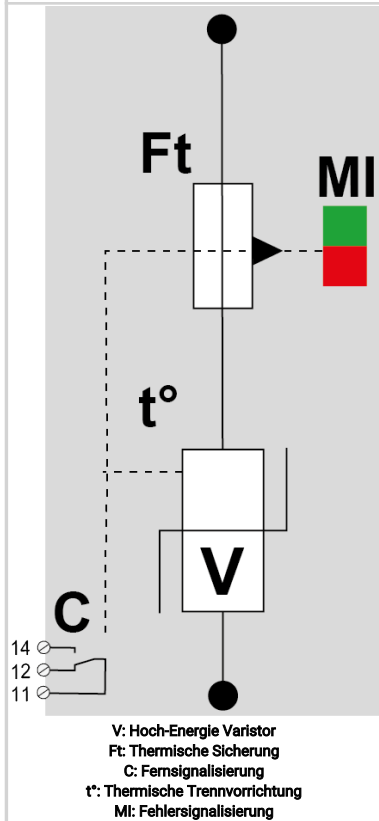 Ft
MI
t°
V
C
14
12
11
V: Hoch-Energie Varistor
Ft: Thermische Sicherung
C: Fernsignalisierung
t°: Thermische Trennvorrichtung
MI: Fehlersignalisierung